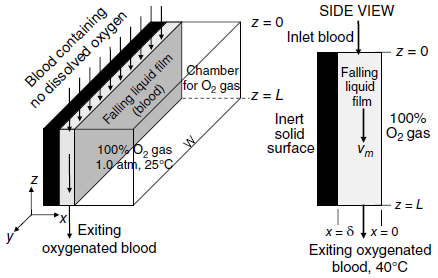 Blood containing
no dissolved oxygen
Falling liquid film
(blood)
Chamber
for O₂ gas
z = 0
z = L
W
100% O₂ gas
1.0 atm, 25°C
z
x
y
Exiting
oxygenated blood
SIDE VIEW
Inlet blood
z = 0
Falling
liquid
film
Inert
solid
surface
100%
O₂ gas
Vm
z = L
x = δ
x = 0
Exiting oxygenated
blood, 40°C